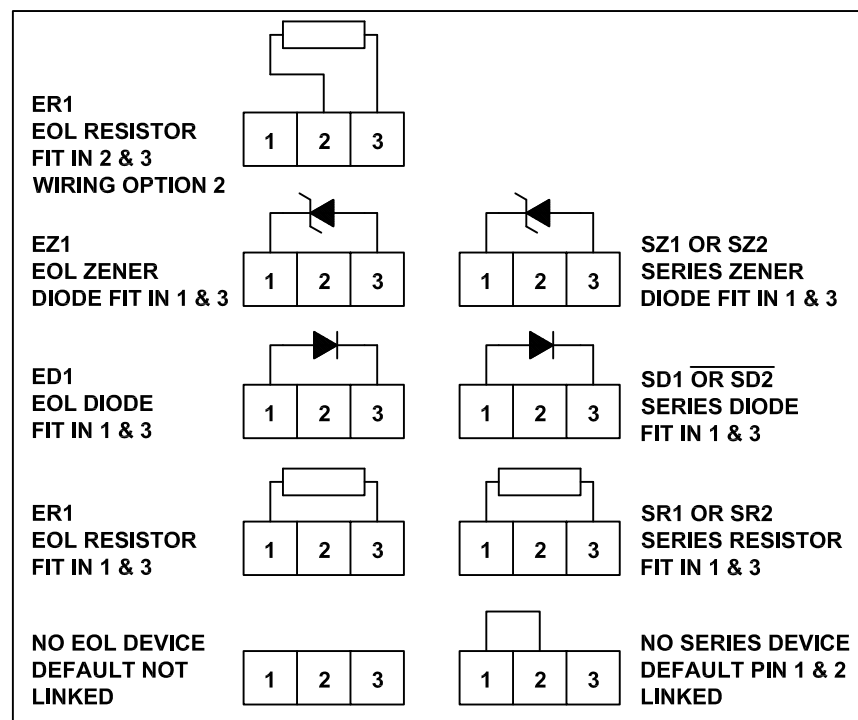 ER1
EOL RESISTOR
FIT IN 2 & 3
WIRING OPTION 2
1 2 3
EZ1
EOL ZENER
DIODE FIT IN 1 & 3
1 2 3
1 2 3
SZ1 OR SZ2
SERIES ZENER
DIODE FIT IN 1 & 3
ED1
EOL DIODE
FIT IN 1 & 3
1 2 3
1 2 3
SD1 OR SD2
SERIES DIODE
FIT IN 1 & 3
ER1
EOL RESISTOR
FIT IN 1 & 3
1 2 3
1 2 3
SR1 OR SR2
SERIES RESISTOR
FIT IN 1 & 3
NO EOL DEVICE
DEFAULT NOT
LINKED
1 2 3
1 2 3
NO SERIES DEVICE
DEFAULT PIN 1 & 2
LINKED